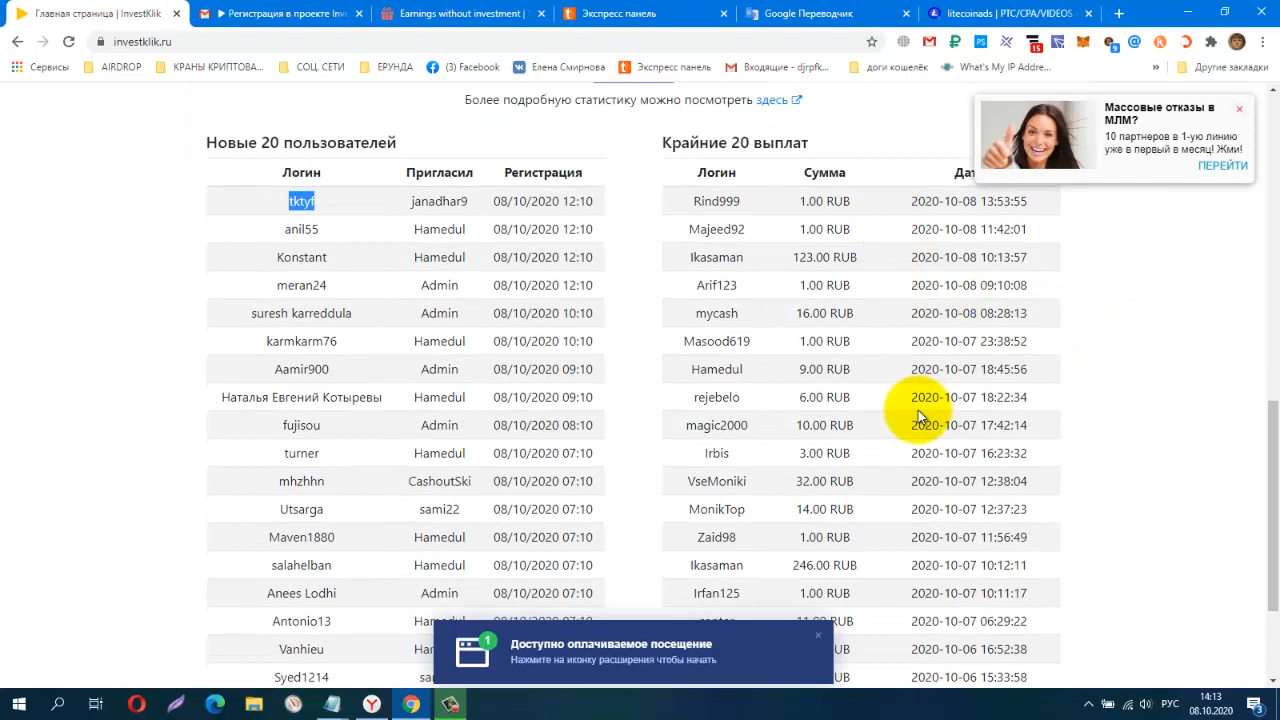 Главная страница | InvestKlik
Регистрация в проекте Inve
Earnings without investment |
Экспресс панель
Google Переводчик
litecoinads | PTC/CPA/VIDEOS
investklik.ru
15
9
Сервисы
AIRDROP
КРАНЫ КРИПТОВА...
СОЦ СЕТИ
ЕРУНДА
(3) Facebook
Елена Смирнова
Экспресс панель
Входящие - djrpfk...
доги кошелёк
What's My IP Addre...
»
Другие закладки
Более подробную статистику можно посмотреть здесь
Массовые отказы в
МЛМ?
10 партнеров в 1-ую линию
уже в первый в месяц! Жми!
ПЕРЕЙТИ
Новые 20 пользователей
Логин Пригласил Регистрация
tktyf janadhar9 08/10/2020 12:10
anil55 Hamedul 08/10/2020 12:10
Konstant Hamedul 08/10/2020 12:10
meran24 Admin 08/10/2020 12:10
suresh karreddula Admin 08/10/2020 10:10
karmkarm76 Hamedul 08/10/2020 10:10
Aamir900 Admin 08/10/2020 09:10
Наталья Евгений Котыревы Hamedul 08/10/2020 09:10
fujisou Admin 08/10/2020 08:10
turner Hamedul 08/10/2020 07:10
mhzhhn CashoutSki 08/10/2020 07:10
Utsarga sami22 08/10/2020 07:10
Maven1880 Hamedul 08/10/2020 07:10
salahelban Hamedul 08/10/2020 07:10
Anees Lodhi Admin 08/10/2020 07:10
Antonio13
Vanhieu
Syed1214
Крайние 20 выплат
Логин Сумма
Rind999 1.00 RUB 2020-10-08 13:53:55
Majeed92 1.00 RUB 2020-10-08 11:42:01
Ikasaman 123.00 RUB 2020-10-08 10:13:57
Arif123 1.00 RUB 2020-10-08 09:10:08
mycash 16.00 RUB 2020-10-08 08:28:13
Masood619 1.00 RUB 2020-10-07 23:38:52
Hamedul 9.00 RUB 2020-10-07 18:45:56
rejebelo 6.00 RUB 2020-10-07 18:22:34
magic2000 10.00 RUB 2020-10-07 17:42:14
Irbis 3.00 RUB 2020-10-07 16:23:32
VseMoniki 32.00 RUB 2020-10-07 12:38:04
MonikTop 14.00 RUB 2020-10-07 12:37:23
Zaid98 1.00 RUB 2020-10-07 11:56:49
Ikasaman 246.00 RUB 2020-10-07 10:12:11
Irfan125 1.00 RUB 2020-10-07 10:11:17
2020-10-07 06:29:22
2020-10-06 16:52:38
2020-10-06 15:33:58
1
Доступно оплачиваемое посещение
Нажмите на иконку расширения чтобы начать
РУС
14:13
08.10.2020